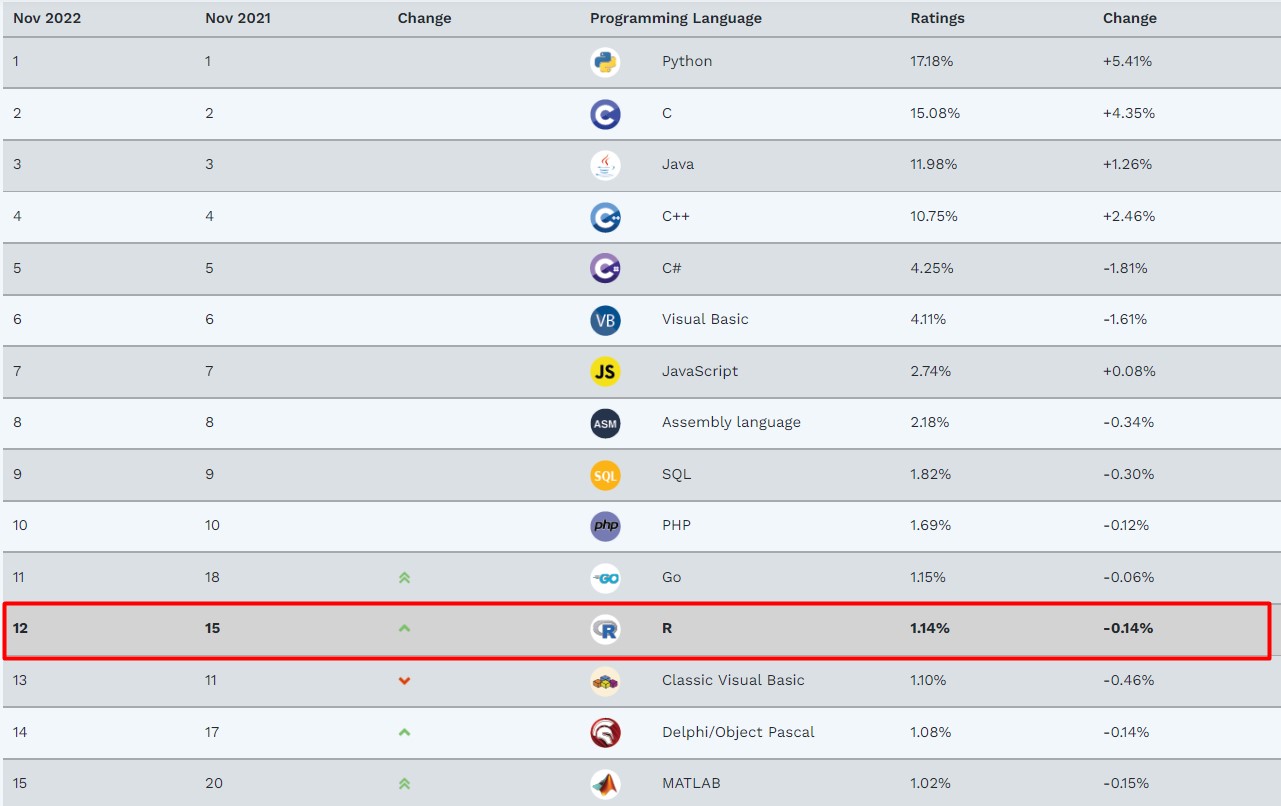 Nov 2022 Nov 2021 Change Programming Language Ratings Change
1 1 Python 17.18% +5.41%
2 2 C C 15.08% +4.35%
3 3 Java 11.98% +1.26%
4 4 C++ C++ 10.75% +2.46%
5 5 C# C# 4.25% -1.81%
6 6 VB Visual Basic 4.11% -1.61%
7 7 JS JavaScript 2.74% +0.08%
8 8 ASM Assembly language 2.18% -0.34%
9 9 SQL SQL 1.82% -0.30%
10 10 php PHP 1.69% -0.12%
11 18 GO Go 1.15% -0.06%
12 15 R R 1.14% -0.14%
13 11 Classic Visual Basic 1.10% -0.46%
14 17 Delphi/Object Pascal 1.08% -0.14%
15 20 MATLAB 1.02% -0.15%